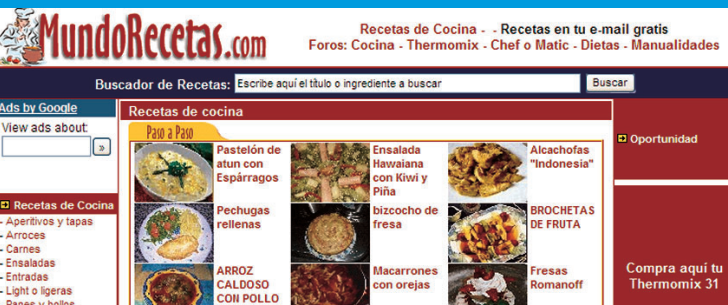 MundoRecetas.com
Recetas de Cocina - - Recetas en tu e-mail gratis
Foros: Cocina - Thermomix - Chef o Matic - Dietas - Manualidades
Buscador de Recetas: Escribe aquí el título o ingrediente a buscar Buscar
Ads by Google
View ads about:
»
Recetas de Cocina
- Aperitivos y tapas
- Arroces
- Carnes
- Ensaladas
- Entradas
- Light o ligeras
- Panes y bollos
Recetas de cocina
Paso a Paso
Pastelón de
atun con
Espárragos
Ensalada
Hawaiana
con Kiwi y
Piña
Alcachofas
"Indonesia"
Pechugas
rellenas
bizcocho de
fresa
BROCHETAS
DE FRUTA
ARROZ
CALDOSO
CON POLLO
Macarrones
con orejas
Fresas
Romanoff
Oportunidad
Compra aquí tu
Thermomix 31